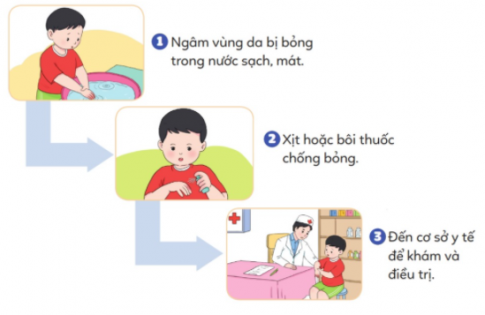 1 Ngâm vùng da bị bỏng
trong nước sạch, mát.
2 Xịt hoặc bôi thuốc
chống bỏng.
3 Đến cơ sở y tế
để khám và
điều trị.